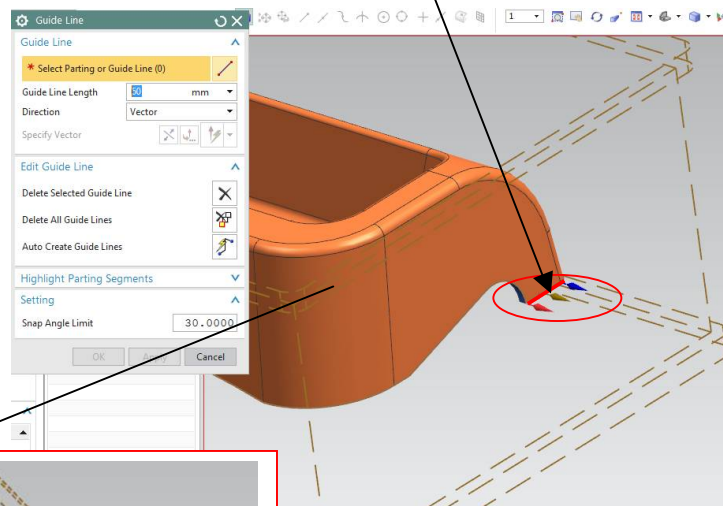 Guide Line
1
Guide Line
* Select Parting or Guide Line (0)
Guide Line Length 50 mm
Direction Vector
Specify Vector
Edit Guide Line
Delete Selected Guide Line
Delete All Guide Lines
Auto Create Guide Lines
Highlight Parting Segments
Setting
Snap Angle Limit 30.0000
OK Apply Cancel